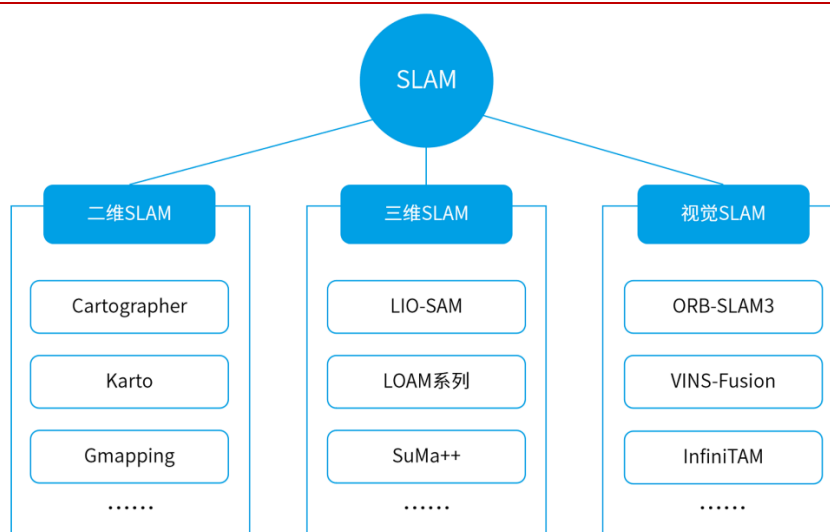 SLAM
二维SLAM
Cartographer
Karto
Gmapping
……
三维SLAM
LIO-SAM
LOAM系列
SuMa++
……
视觉SLAM
ORB-SLAM3
VINS-Fusion
InfiniTAM
……